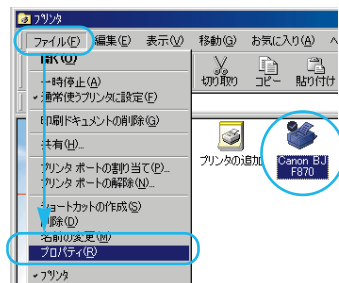 プリンタ
ファイル(F) 編集(E) 表示(V) 移動(G) お気に入り(A) ヘ
開く(O)
一時停止(A)
通常使うプリンタに設定(F)
印刷ドキュメントの削除(G)
共有(H)...
プリンタ ポートの割り当て(P)...
プリンタ ポートの解除(N)...
ショートカットの作成(S)
削除(D)
名前の変更(M)
プロパティ(R)
プリンタ
切り取り コピー 貼り付け
プリンタの追加 Canon BJ
F870